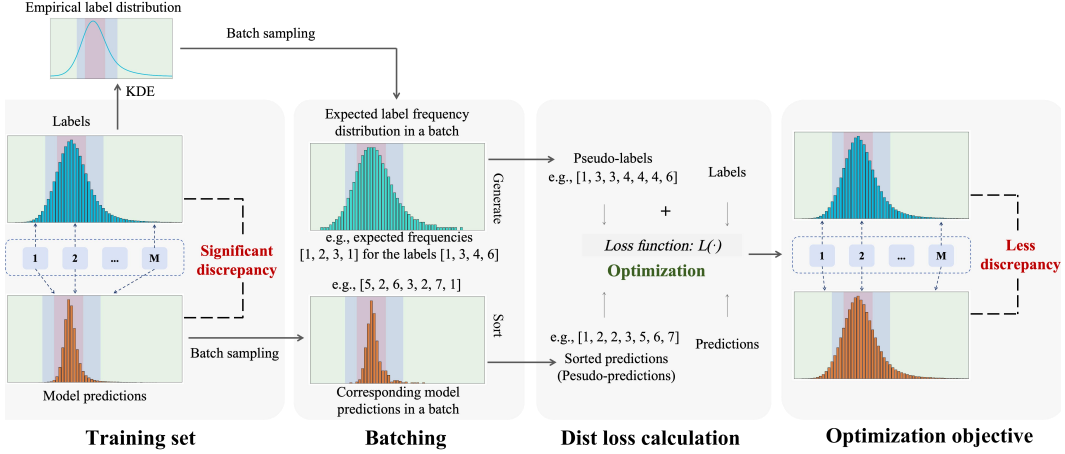 Empirical label distribution
Batch sampling
KDE
Labels
1 2 ... M
Significant
discrepancy
Model predictions
Batch sampling
Training set
Expected label frequency
distribution in a batch
Generate
e.g., expected frequencies
[1, 2, 3, 1] for the labels [1, 3, 4, 6]
e.g., [5, 2, 6, 3, 2, 7, 1]
Sort
Corresponding model
predictions in a batch
Batching
Pseudo-labels
e.g., [1, 3, 3, 4, 4, 4, 6]
Labels
+
Loss function: L(·)
Optimization
e.g., [1, 2, 2, 3, 5, 6, 7]
Sorted predictions
(Pesudo-predictions)
Predictions
Dist loss calculation
1 2 ... M
Less
discrepancy
Optimization objective